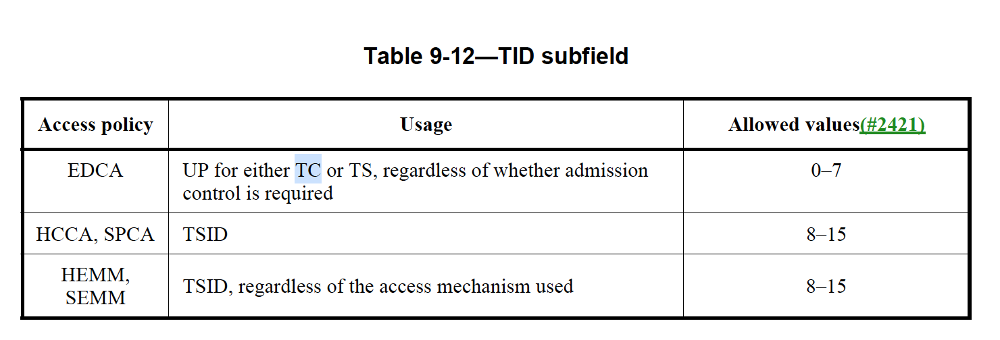 Table 9-12—TID subfield
Access policy Usage Allowed values(#2421)
EDCA UP for either TC or TS, regardless of whether admission 0–7
control is required
HCCA, SPCA TSID 8–15
HEMM,
TSID, regardless of the access mechanism used 8–15
SEMM